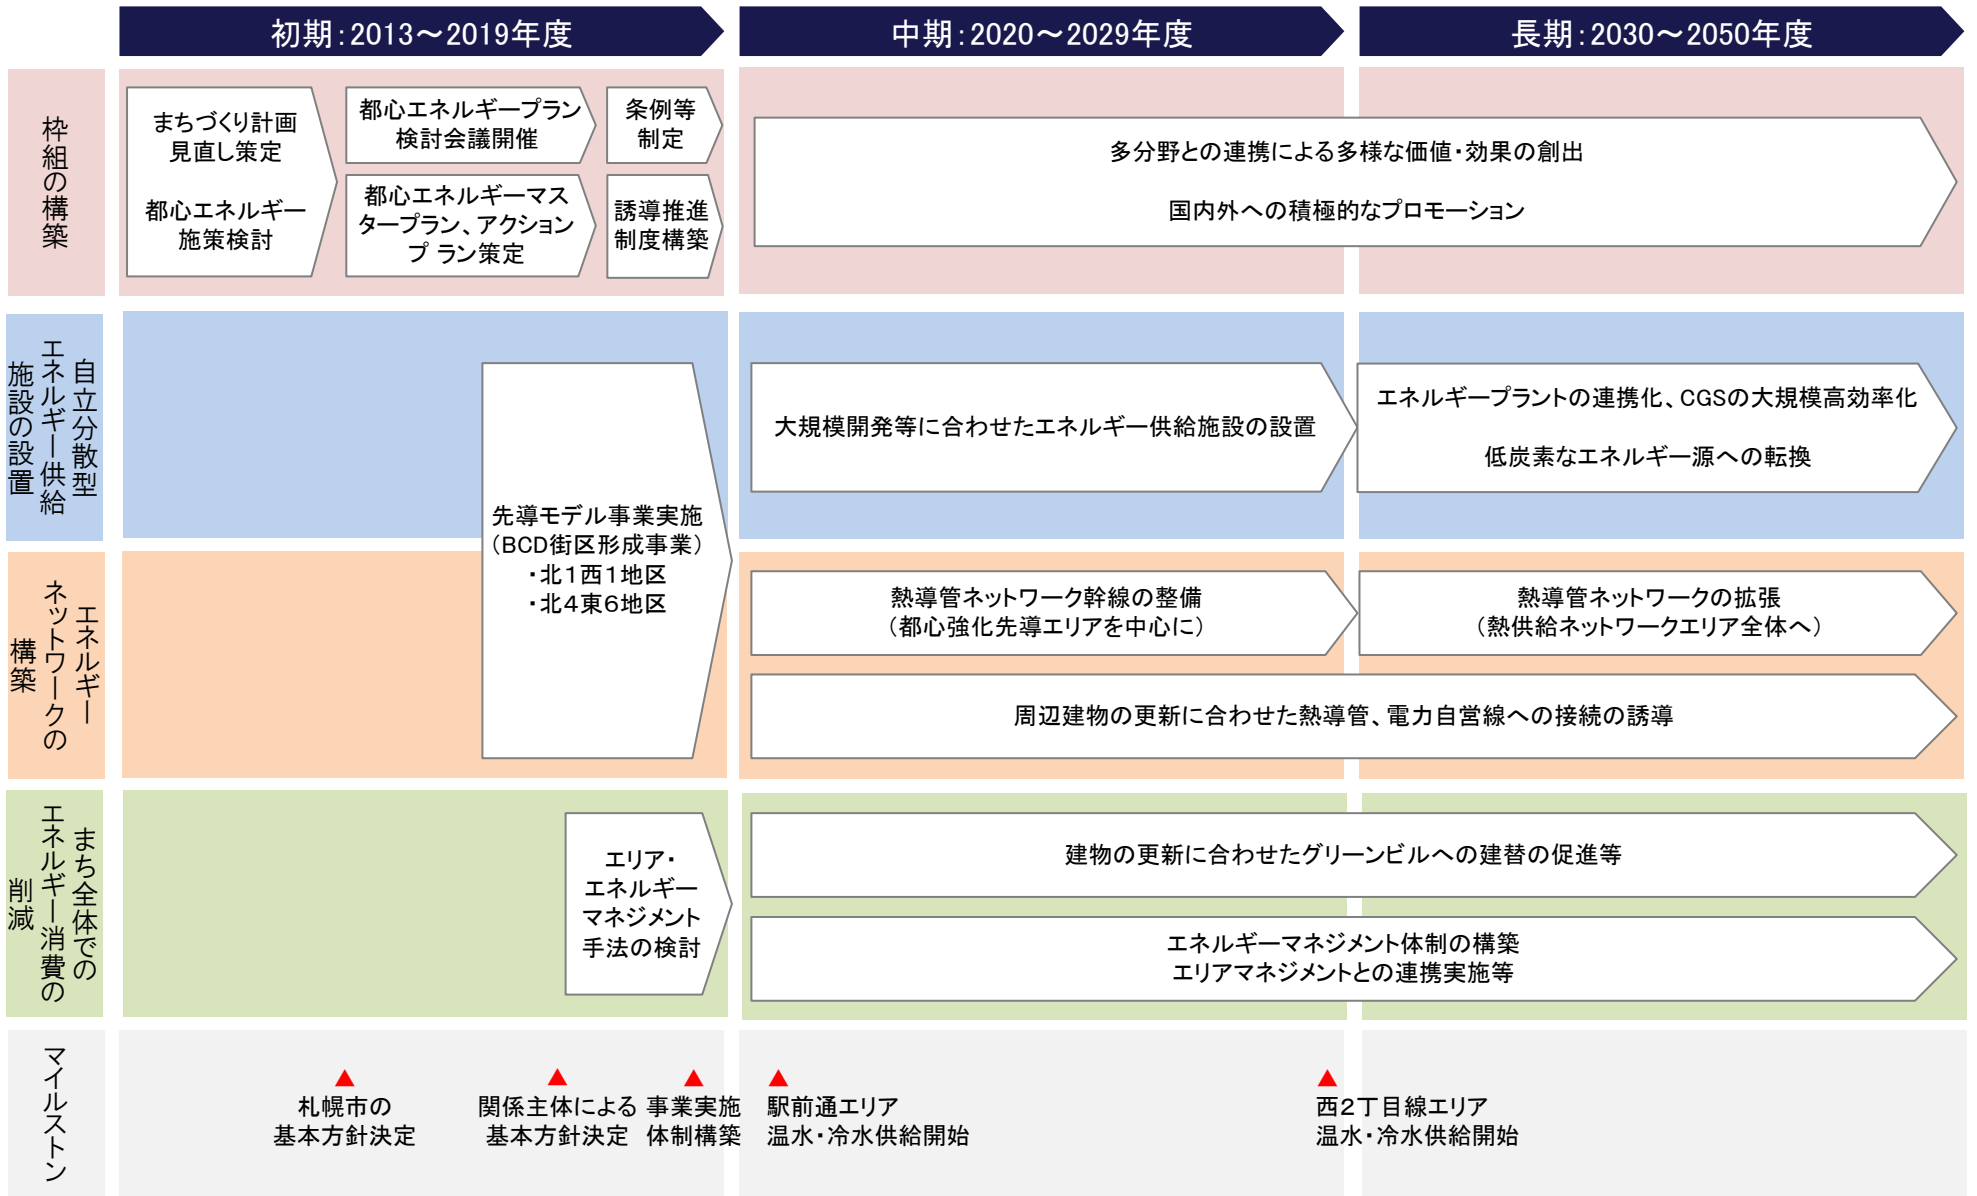 初期：2013～2019年度
中期：2020～2029年度
長期：2030～2050年度
枠組の構築
まちづくり計画
見直し策定
都心エネルギー
施策検討
都心エネルギープラン
検討会議開催
都心エネルギーマス
タープラン、アクション
プ ラン策定
条例等
制定
誘導推進
制度構築
多分野との連携による多様な価値・効果の創出
国内外への積極的なプロモーション
自立分散型
エネルギー供給
施設の設置
先導モデル事業実施
（BCD街区形成事業）
・北１西１地区
・北４東６地区
大規模開発等に合わせたエネルギー供給施設の設置
エネルギープラントの連携化、CGSの大規模高効率化
低炭素なエネルギー源への転換
エネルギー
ネットワークの
構築
熱導管ネットワーク幹線の整備
（都心強化先導エリアを中心に）
熱導管ネットワークの拡張
（熱供給ネットワークエリア全体へ）
周辺建物の更新に合わせた熱導管、電力自営線への接続の誘導
まち全体での
エネルギー消費の
削減
エリア・
エネルギー
マネジメント
手法の検討
建物の更新に合わせたグリーンビルへの建替の促進等
エネルギーマネジメント体制の構築
エリアマネジメントとの連携実施等
マイルストン
▲
札幌市の
基本方針決定
▲
関係主体による
基本方針決定
▲
事業実施
体制構築
▲
駅前通エリア
温水・冷水供給開始
▲
西２丁目線エリア
温水・冷水供給開始